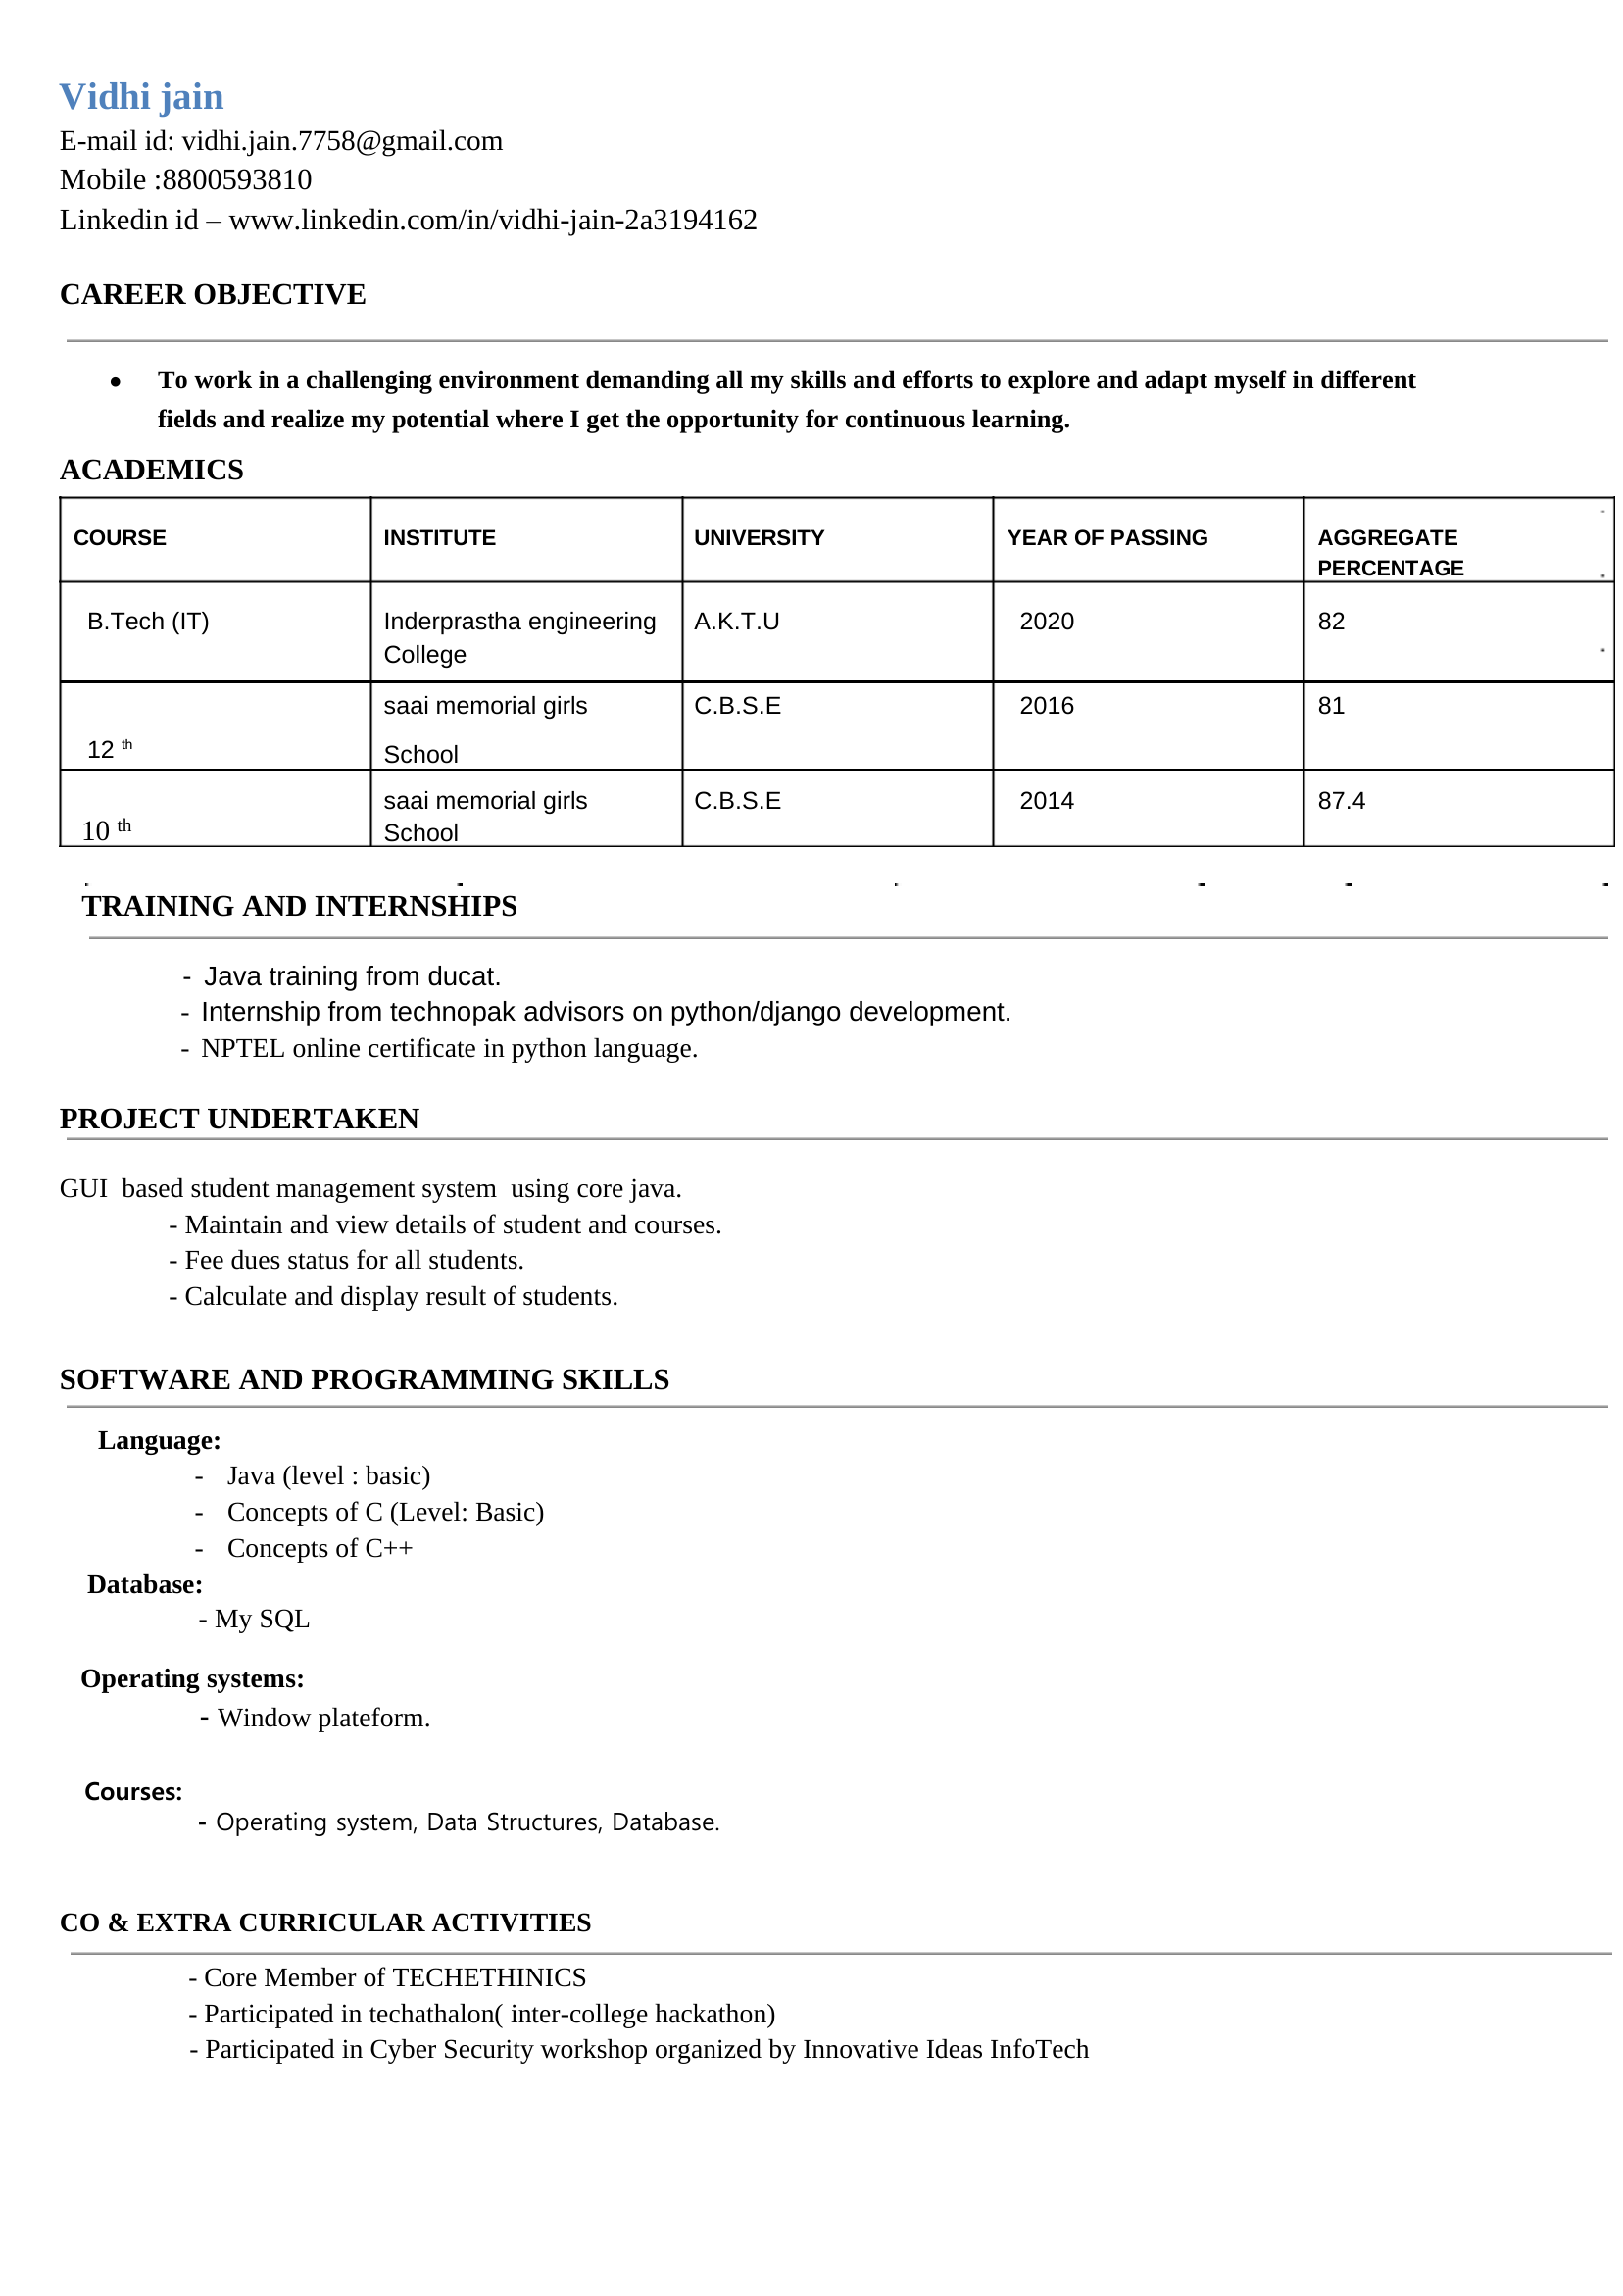 Vidhi jain
E-mail id: vidhi.jain.7758@gmail.com
Mobile :8800593810
Linkedin id – www.linkedin.com/in/vidhi-jain-2a3194162
CAREER OBJECTIVE
● To work in a challenging environment demanding all my skills and efforts to explore and adapt myself in different
fields and realize my potential where I get the opportunity for continuous learning.
ACADEMICS
COURSE INSTITUTE UNIVERSITY YEAR OF PASSING AGGREGATE
PERCENTAGE
B.Tech (IT) Inderprastha engineering A.K.T.U 2020 82
College
saai memorial girls C.B.S.E 2016 81
12 th School
saai memorial girls C.B.S.E 2014 87.4
10 th School
TRAINING AND INTERNSHIPS
- Java training from ducat.
- Internship from technopak advisors on python/django development.
- NPTEL online certificate in python language.
PROJECT UNDERTAKEN
GUI based student management system using core java.
- Maintain and view details of student and courses.
- Fee dues status for all students.
- Calculate and display result of students.
SOFTWARE AND PROGRAMMING SKILLS
Language:
- Java (level : basic)
- Concepts of C (Level: Basic)
- Concepts of C++
Database:
- My SQL
Operating systems:
- Window plateform.
Courses:
- Operating system, Data Structures, Database.
CO & EXTRA CURRICULAR ACTIVITIES
- Core Member of TECHETHINICS
- Participated in techathalon( inter-college hackathon)
- Participated in Cyber Security workshop organized by Innovative Ideas InfoTech